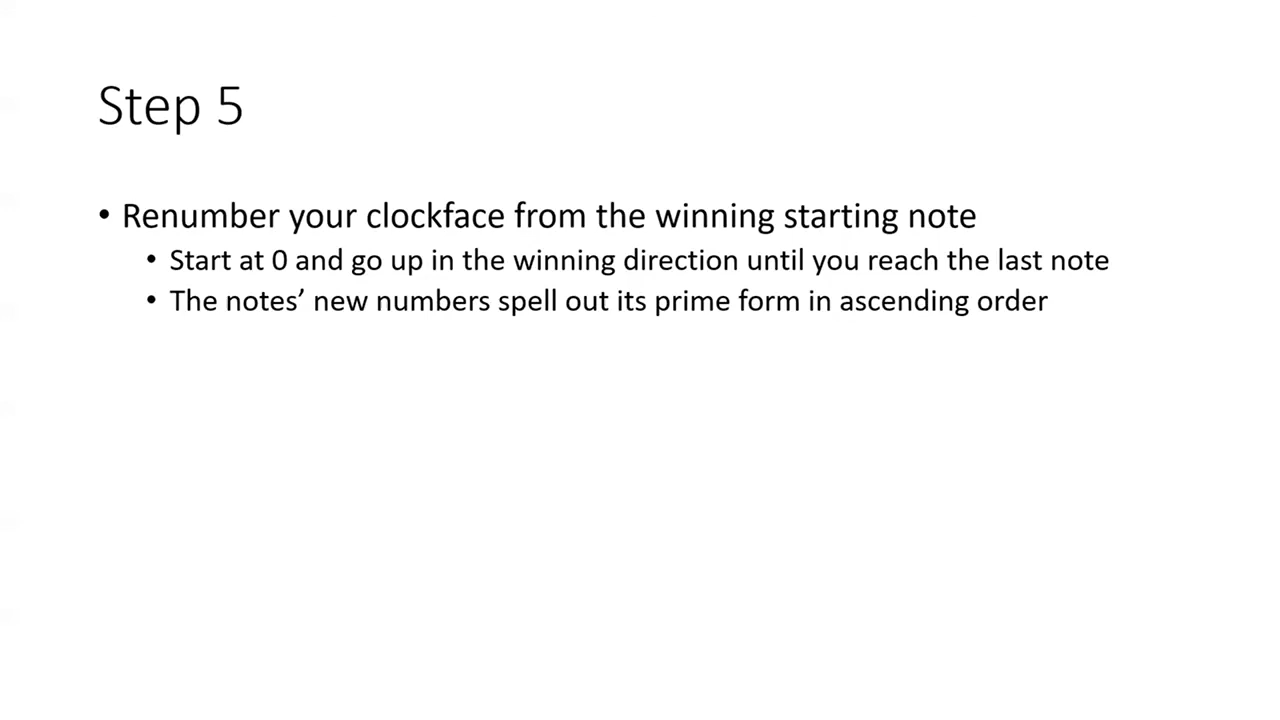 Step 5
• Renumber your clockface from the winning starting note
• Start at 0 and go up in the winning direction until you reach the last note
• The notes’ new numbers spell out its prime form in ascending order